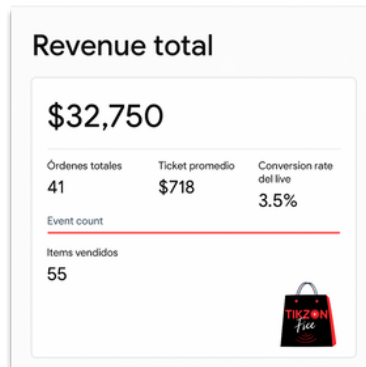 Revenue total
$32,750
Órdenes totales
41
Ticket promedio
$718
Conversion rate
del live
3.5%
Event count
Items vendidos
55
TIKZON
Fice